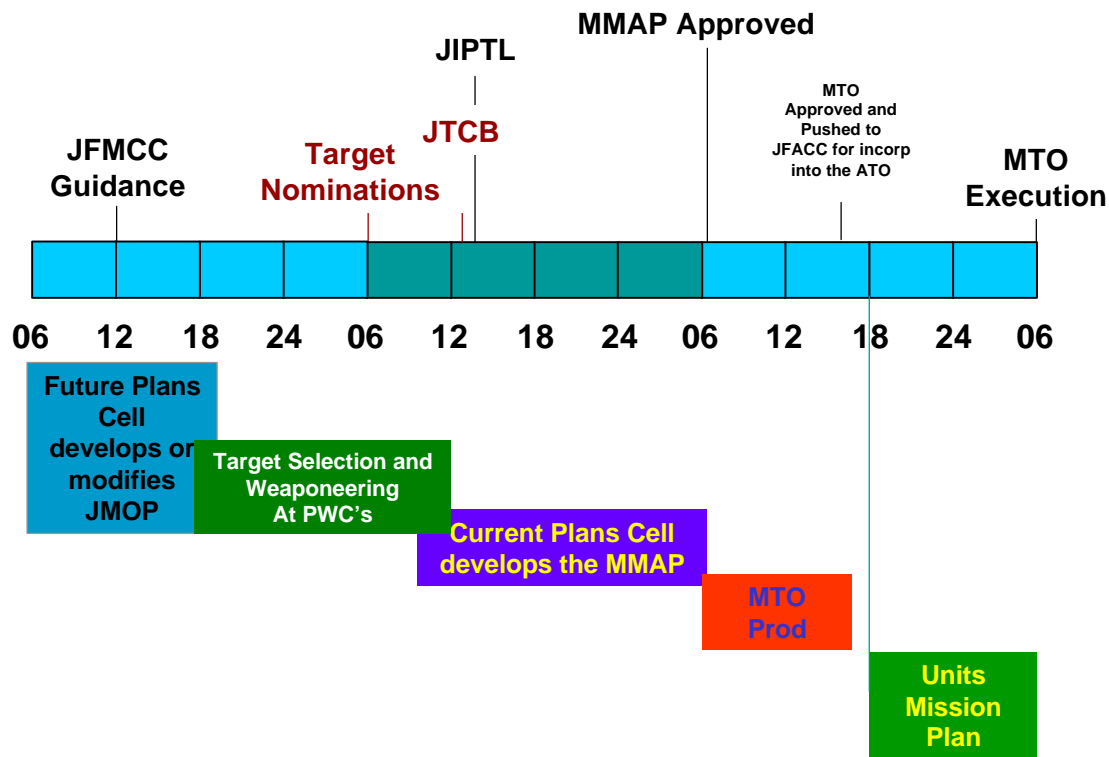 MMAP Approved
JIPTL
MTO
Approved and
Pushed to
JFACC for incorp
into the ATO
JTCB
JFMCC
Guidance
Target
Nominations
MTO
Execution
06 12 18 24 06 12 18 24 06 12 18 24 06
Future Plans
Cell
develops or
modifies
JMOP
Target Selection and
Weaponeering
At PWC's
Current Plans Cell
develops the MMAP
MTO
Prod
Units
Mission
Plan